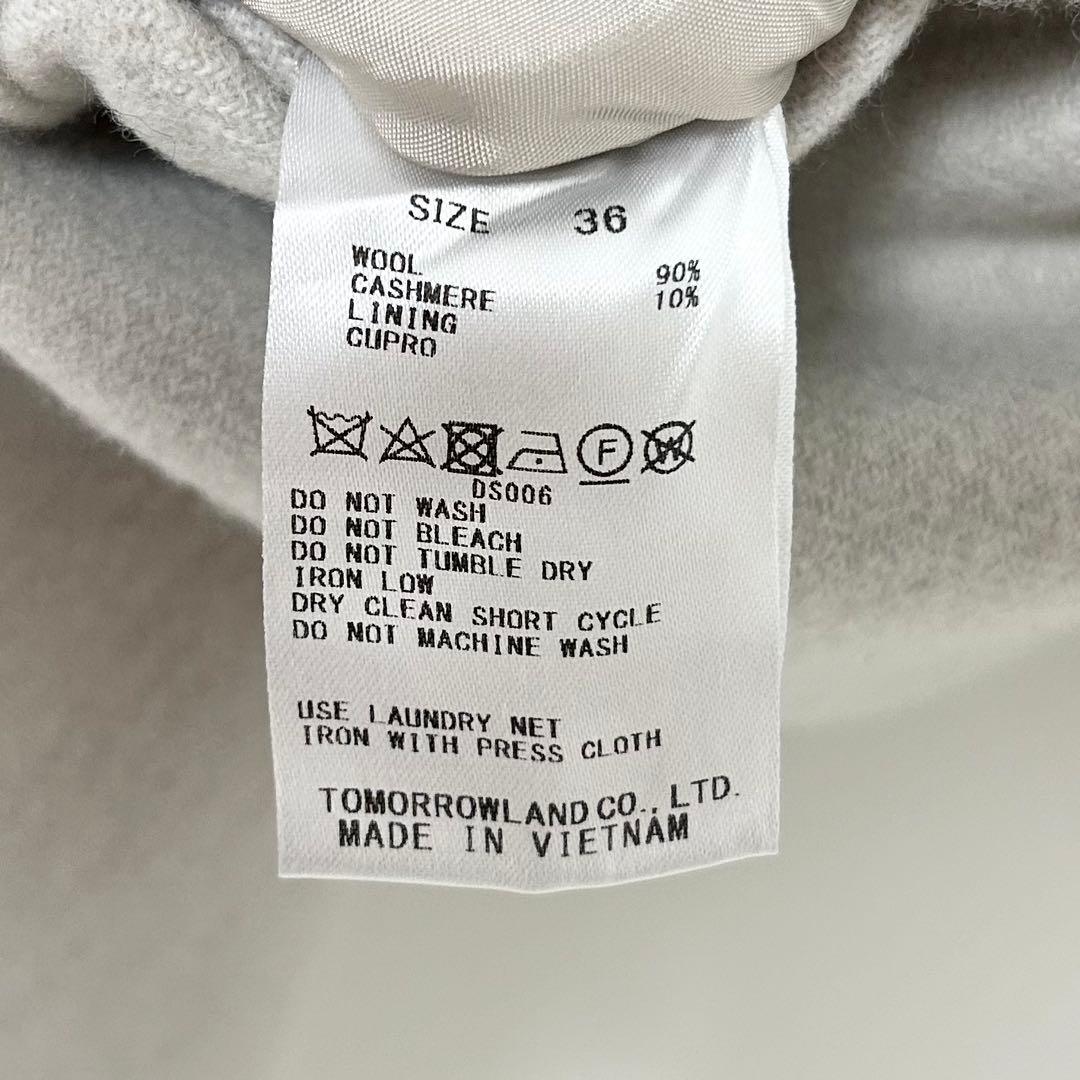 SIZE 36
WOOL 90%
CASHMERE 10%
LINING
CUPRO
F W
DS006
DO NOT WASH
DO NOT BLEACH
DO NOT TUMBLE DRY
IRON LOW
DRY CLEAN SHORT CYCLE
DO NOT MACHINE WASH
USE LAUNDRY NET
IRON WITH PRESS CLOTH
TOMORROWLAND CO., LTD.
MADE IN VIETNAM